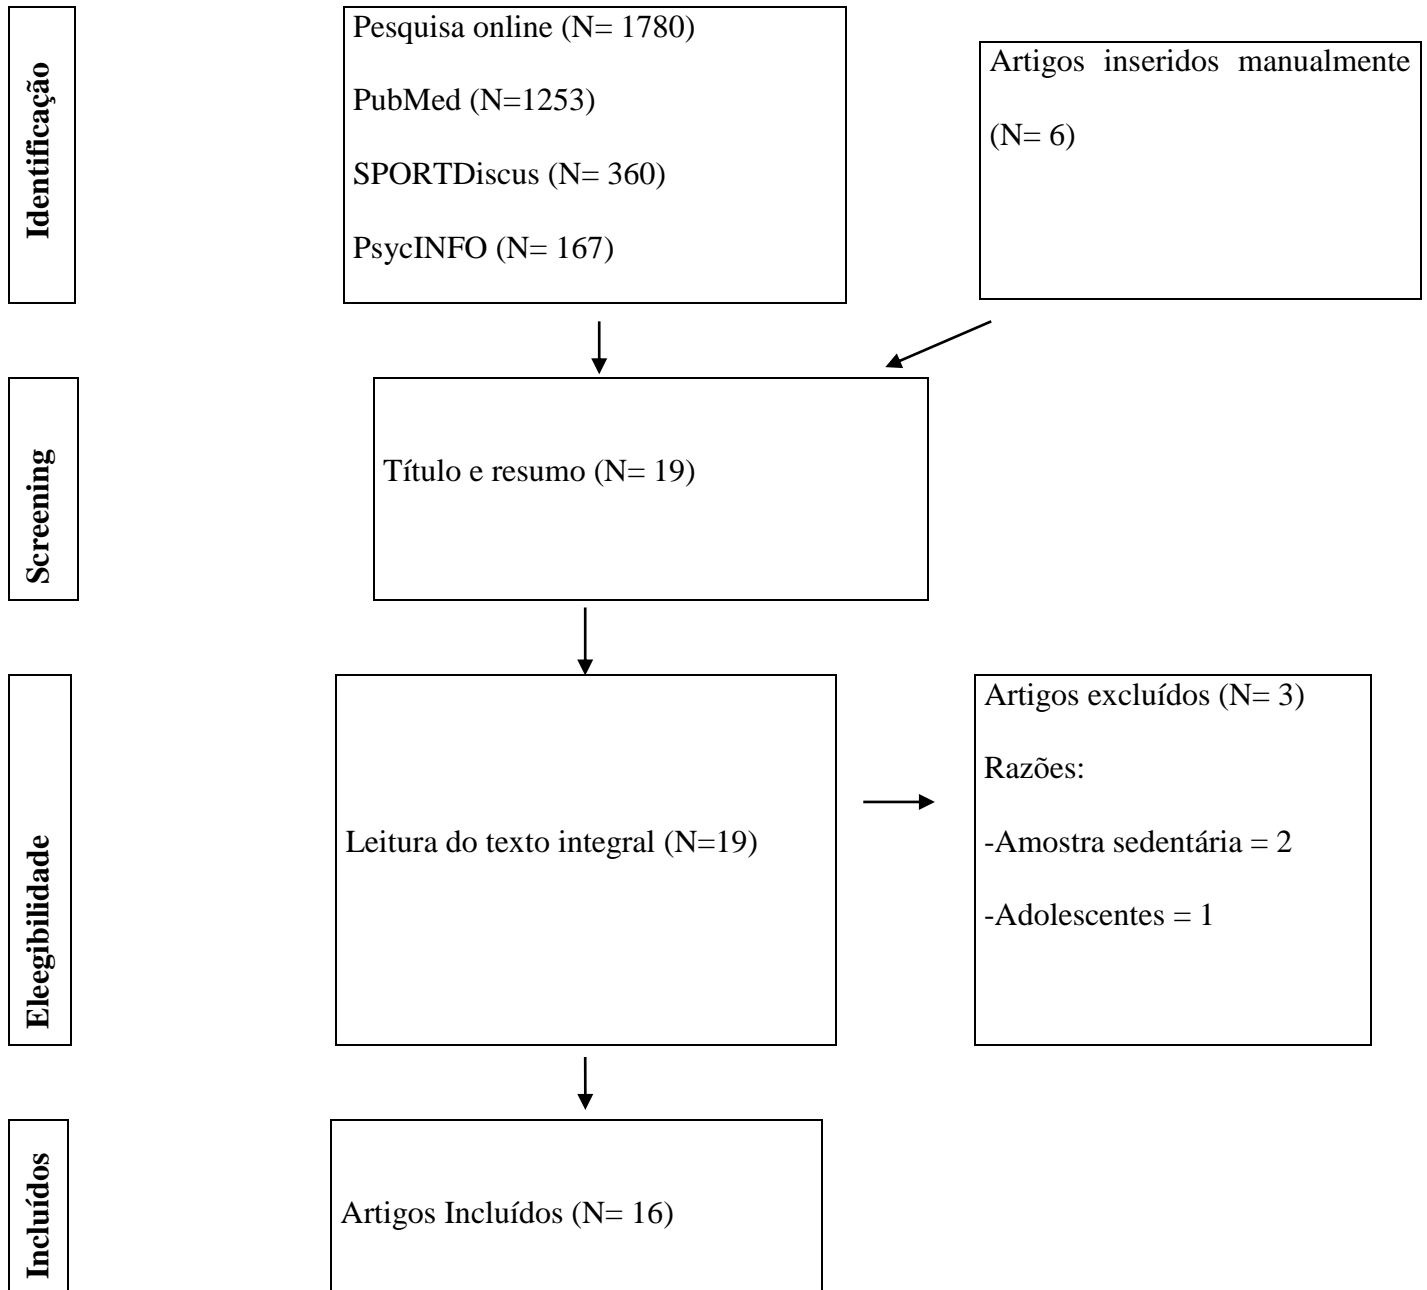 Identificação
Pesquisa online (N= 1780)
PubMed (N=1253)
SPORTDiscus (N= 360)
PsycINFO (N= 167)
Artigos inseridos manualmente
(N= 6)
Screening
Título e resumo (N= 19)
Eleegibilidade
Leitura do texto integral (N=19)
Artigos excluídos (N= 3)
Razões:
-Amostra sedentária = 2
-Adolescentes = 1
Incluídos
Artigos Incluídos (N= 16)